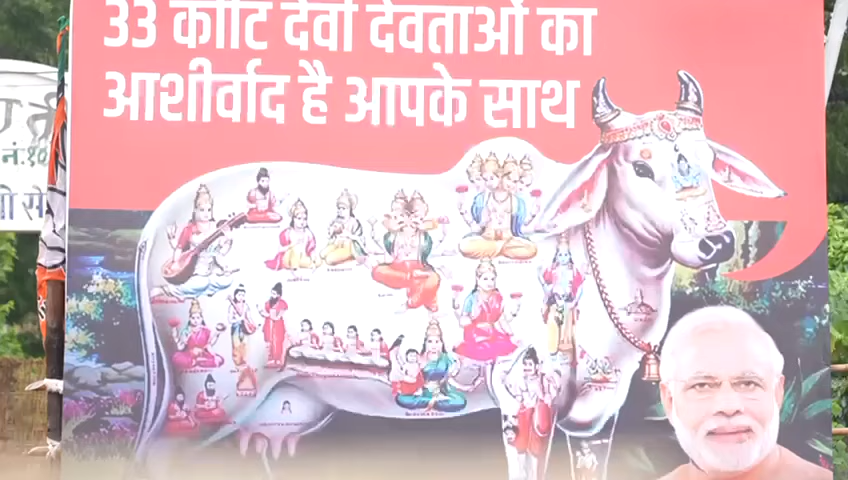 33 कोटि देवी देवताओं का
आशीर्वाद है आपके साथ